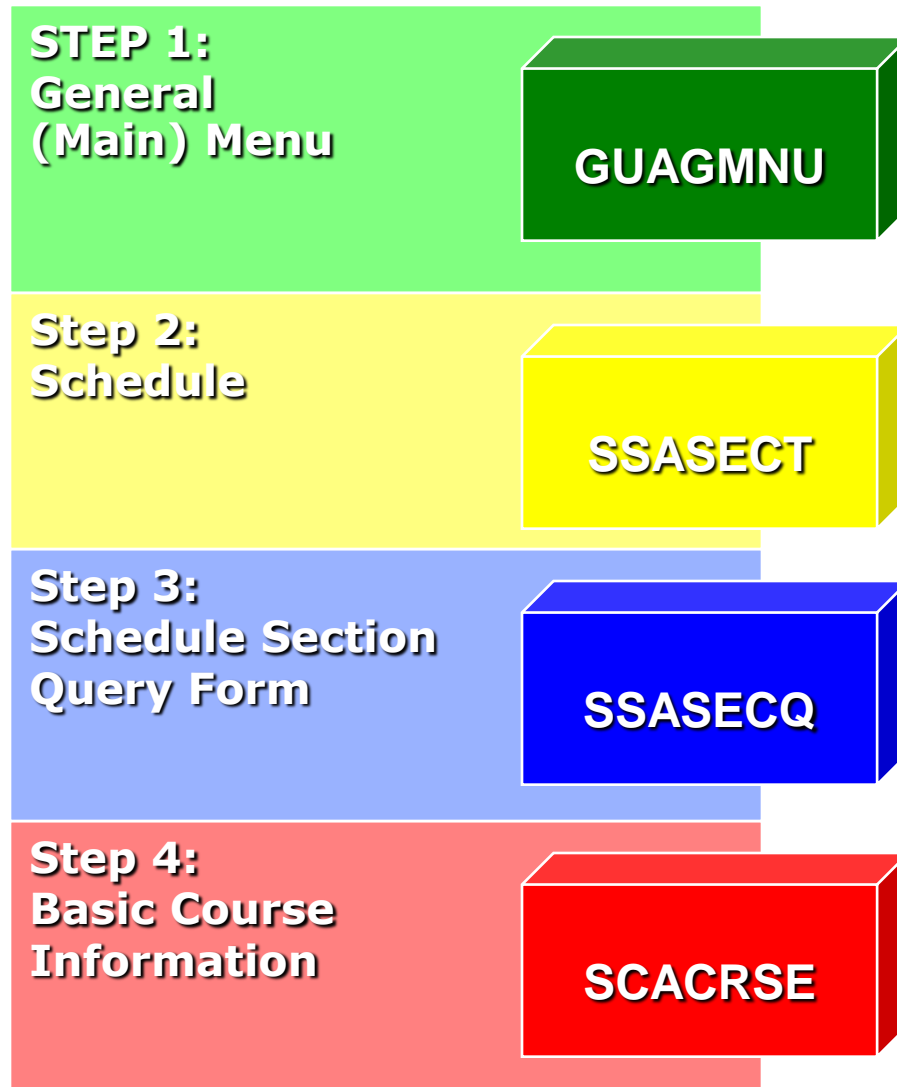 STEP 1:
General
(Main) Menu
GUAGMNU
Step 2:
Schedule
SSASECT
Step 3:
Schedule Section
Query Form
SSASECQ
Step 4:
Basic Course
Information
SCACRSE